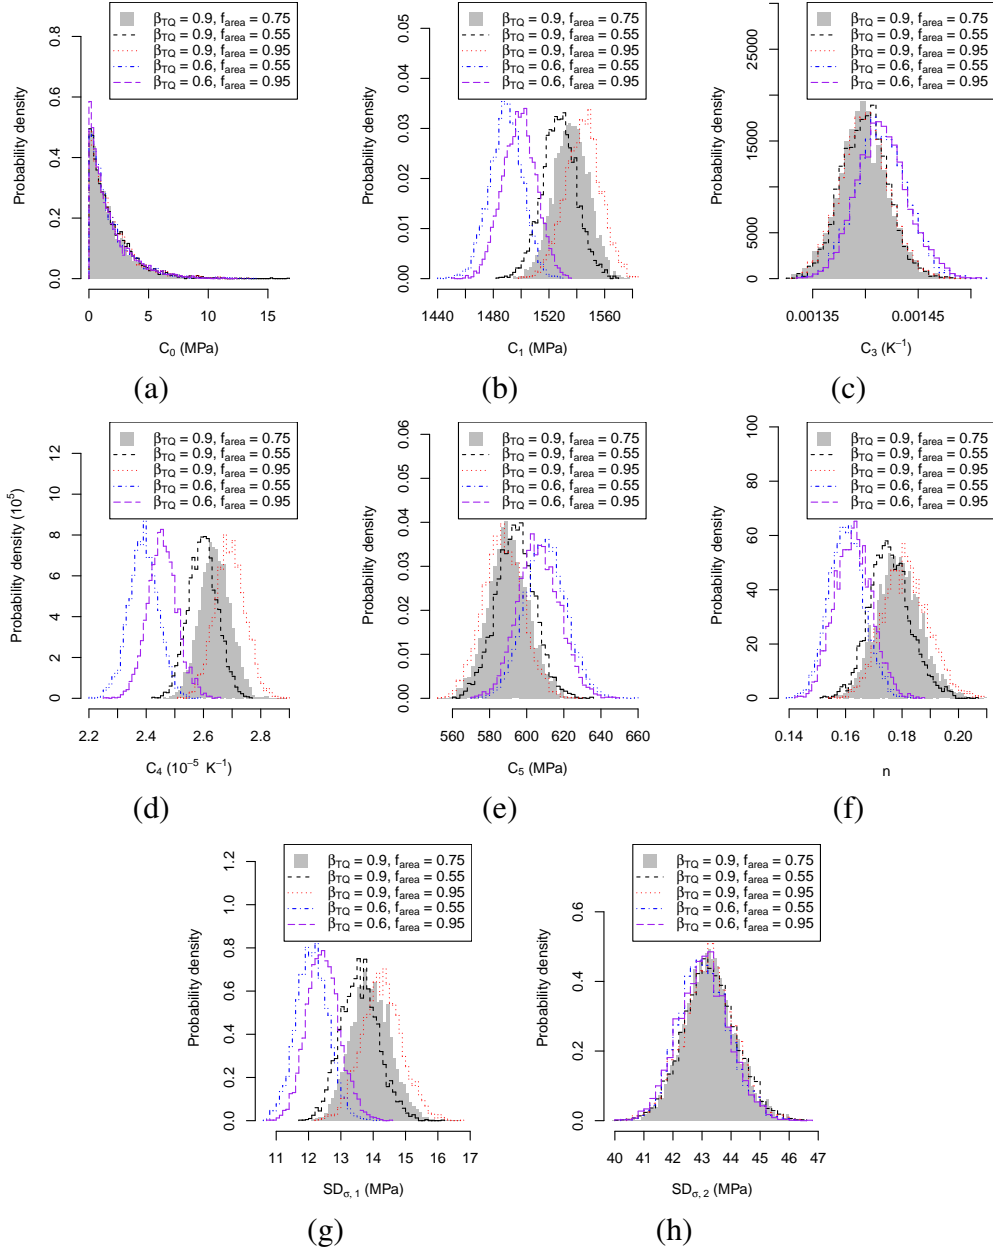 βTQ = 0.9, farea = 0.75
βTQ = 0.9, farea = 0.55
βTQ = 0.9, farea = 0.95
βTQ = 0.6, farea = 0.55
βTQ = 0.6, farea = 0.95
Probability density
0.0 0.2 0.4 0.6 0.8
0 5 10 15
C0 (MPa)
(a)
βTQ = 0.9, farea = 0.75
βTQ = 0.9, farea = 0.55
βTQ = 0.9, farea = 0.95
βTQ = 0.6, farea = 0.55
βTQ = 0.6, farea = 0.95
Probability density
0.00 0.01 0.02 0.03 0.04 0.05
1440 1480 1520 1560
C1 (MPa)
(b)
βTQ = 0.9, farea = 0.75
βTQ = 0.9, farea = 0.55
βTQ = 0.9, farea = 0.95
βTQ = 0.6, farea = 0.55
βTQ = 0.6, farea = 0.95
Probability density
0 5000 15000 25000
0.00135 0.00145
C3 (K−1)
(c)
βTQ = 0.9, farea = 0.75
βTQ = 0.9, farea = 0.55
βTQ = 0.9, farea = 0.95
βTQ = 0.6, farea = 0.55
βTQ = 0.6, farea = 0.95
Probability density (10^5)
0 2 4 6 8 10 12
2.2 2.4 2.6 2.8
C4 (10−5 K−1)
(d)
βTQ = 0.9, farea = 0.75
βTQ = 0.9, farea = 0.55
βTQ = 0.9, farea = 0.95
βTQ = 0.6, farea = 0.55
βTQ = 0.6, farea = 0.95
Probability density
0.00 0.01 0.02 0.03 0.04 0.05 0.06
560 580 600 620 640 660
C5 (MPa)
(e)
βTQ = 0.9, farea = 0.75
βTQ = 0.9, farea = 0.55
βTQ = 0.9, farea = 0.95
βTQ = 0.6, farea = 0.55
βTQ = 0.6, farea = 0.95
Probability density
0 20 40 60 80 100
0.14 0.16 0.18 0.20
n
(f)
βTQ = 0.9, farea = 0.75
βTQ = 0.9, farea = 0.55
βTQ = 0.9, farea = 0.95
βTQ = 0.6, farea = 0.55
βTQ = 0.6, farea = 0.95
Probability density
0.0 0.2 0.4 0.6 0.8 1.0 1.2
11 12 13 14 15 16 17
SDσ, 1 (MPa)
(g)
βTQ = 0.9, farea = 0.75
βTQ = 0.9, farea = 0.55
βTQ = 0.9, farea = 0.95
βTQ = 0.6, farea = 0.55
βTQ = 0.6, farea = 0.95
Probability density
0.0 0.2 0.4 0.6
40 41 42 43 44 45 46 47
SDσ, 2 (MPa)
(h)